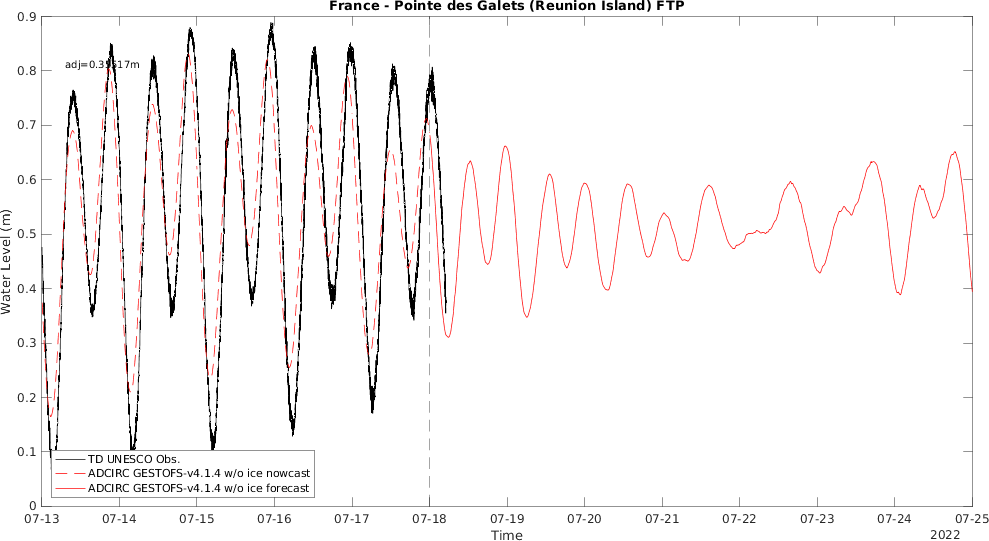 France - Pointe des Galets (Reunion Island) FTP
0.9
0.8
0.7
0.6
0.5
0.4
0.3
0.2
0.1
0
Water Level (m)
TD UNESCO Obs.
ADCIRC GESTOFS-v4.1.4 w/o ice nowcast
ADCIRC GESTOFS-v4.1.4 w/o ice forecast
07-13 07-14 07-15 07-16 07-17 07-18 07-19 07-20 07-21 07-22 07-23 07-24 07-25
Time
2022